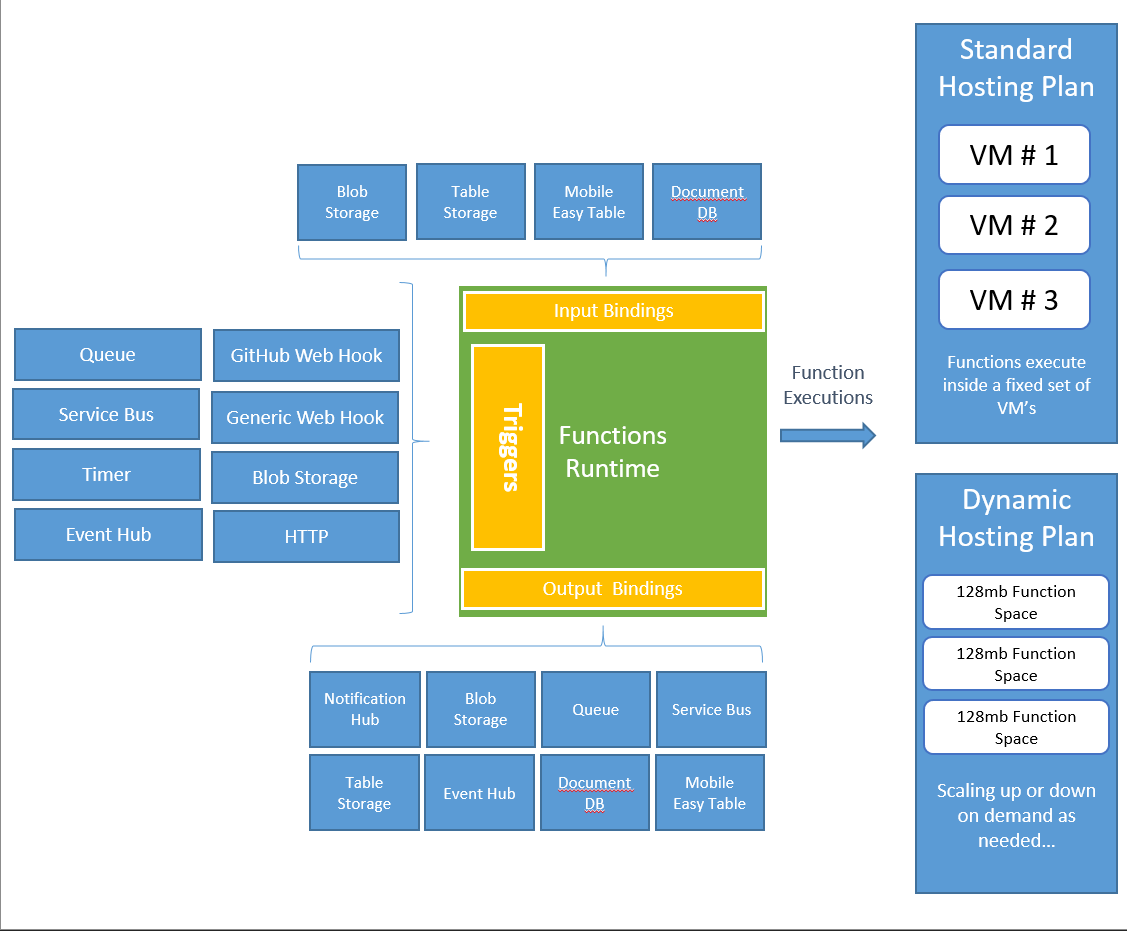 Standard
Hosting Plan
VM # 1
VM # 2
VM # 3
Functions execute
inside a fixed set of
VM's
Blob
Storage
Table
Storage
Mobile
Easy Table
Document
DB
Input Bindings
Queue
GitHub Web Hook
Service Bus
Generic Web Hook
Timer
Blob Storage
Event Hub
HTTP
Triggers
Functions
Runtime
Function
Executions
Output  Bindings
Dynamic
Hosting Plan
128mb Function
Space
128mb Function
Space
128mb Function
Space
Scaling up or down
on demand as
needed...
Notification
Hub
Blob
Storage
Queue
Service Bus
Table
Storage
Event Hub
Document
DB
Mobile
Easy Table